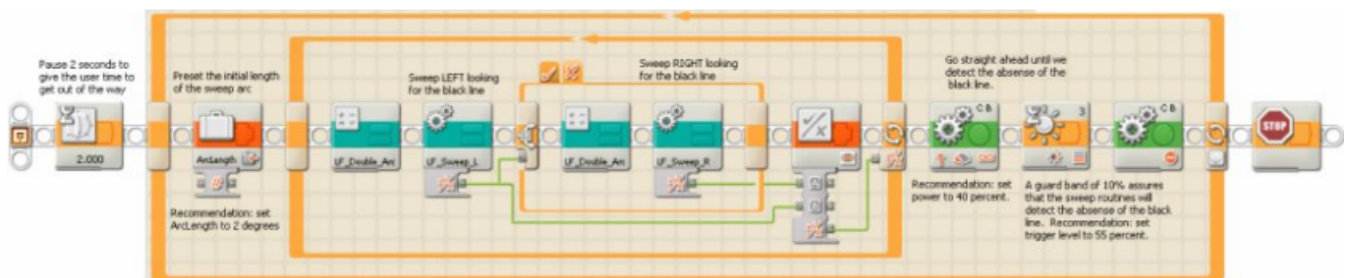 Pause 2 seconds to
give the user time to
get out of the way
2.000
Preset the initial length
of the sweep arc
ArcLength
Recommendation: set
ArcLength to 2 degrees
LF_Double_Arc
Sweep LEFT looking
for the black line
LF_Sweep_L
LF_Double_Arc
Sweep RIGHT looking
for the black line
LF_Sweep_R
Go straight ahead until we
detect the absense of the
black line.
C B
Recommendation: set
power to 40 percent.
3
A guard band of 10% assures
that the sweep routines will
detect the absense of the black
line. Recommendation: set
trigger level to 55 percent.
C B
STOP